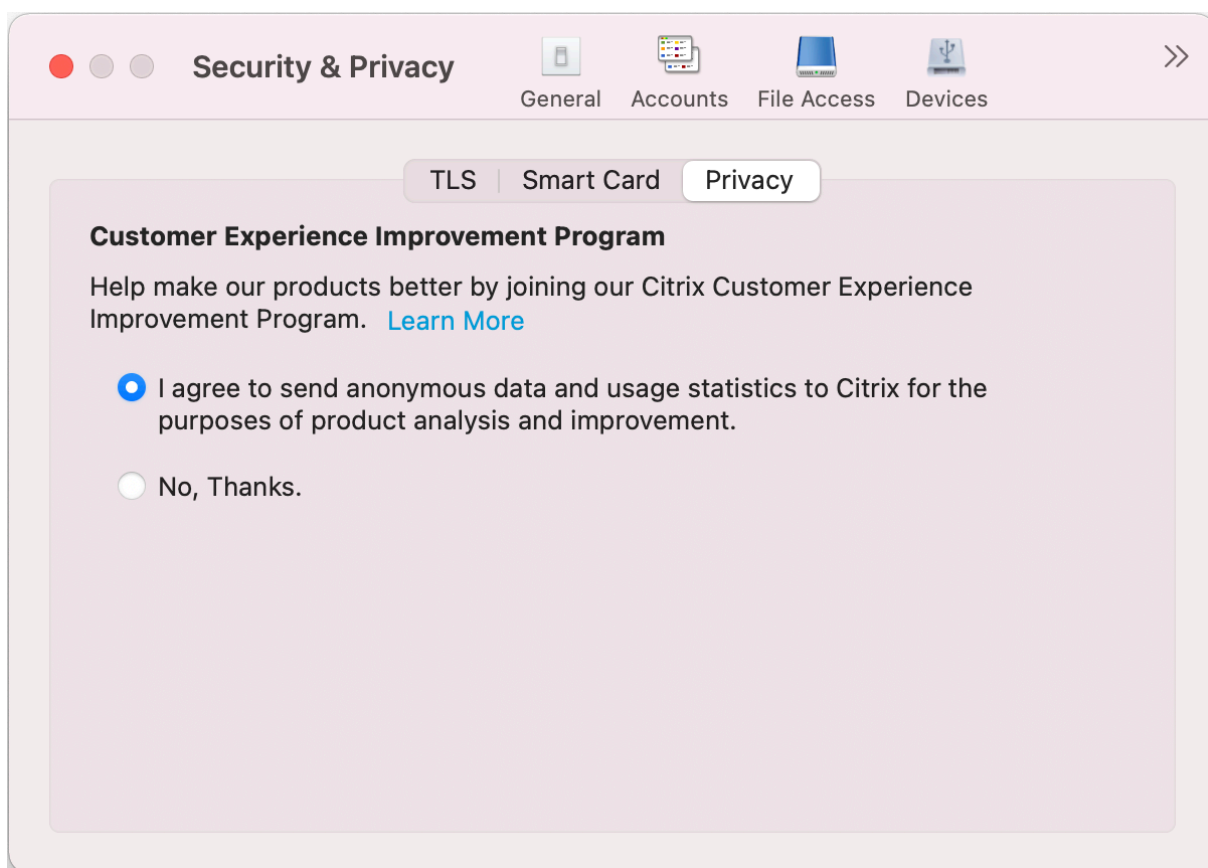 Security & Privacy
General
Accounts
File Access
Devices
TLS
Smart Card
Privacy
Customer Experience Improvement Program
Help make our products better by joining our Citrix Customer Experience
Improvement Program. Learn More
I agree to send anonymous data and usage statistics to Citrix for the
purposes of product analysis and improvement.
No, Thanks.